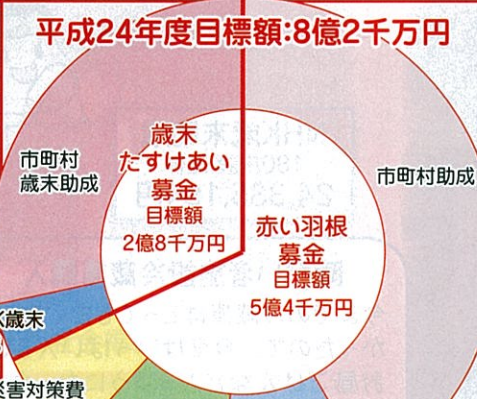 平成24年度目標額:8億2千万円
市町村
歳末助成
歳末
たすけあい
募金
目標額
2億8千万円
赤い羽根
募金
目標額
5億4千万円
市町村助成
歳末
災害対策費